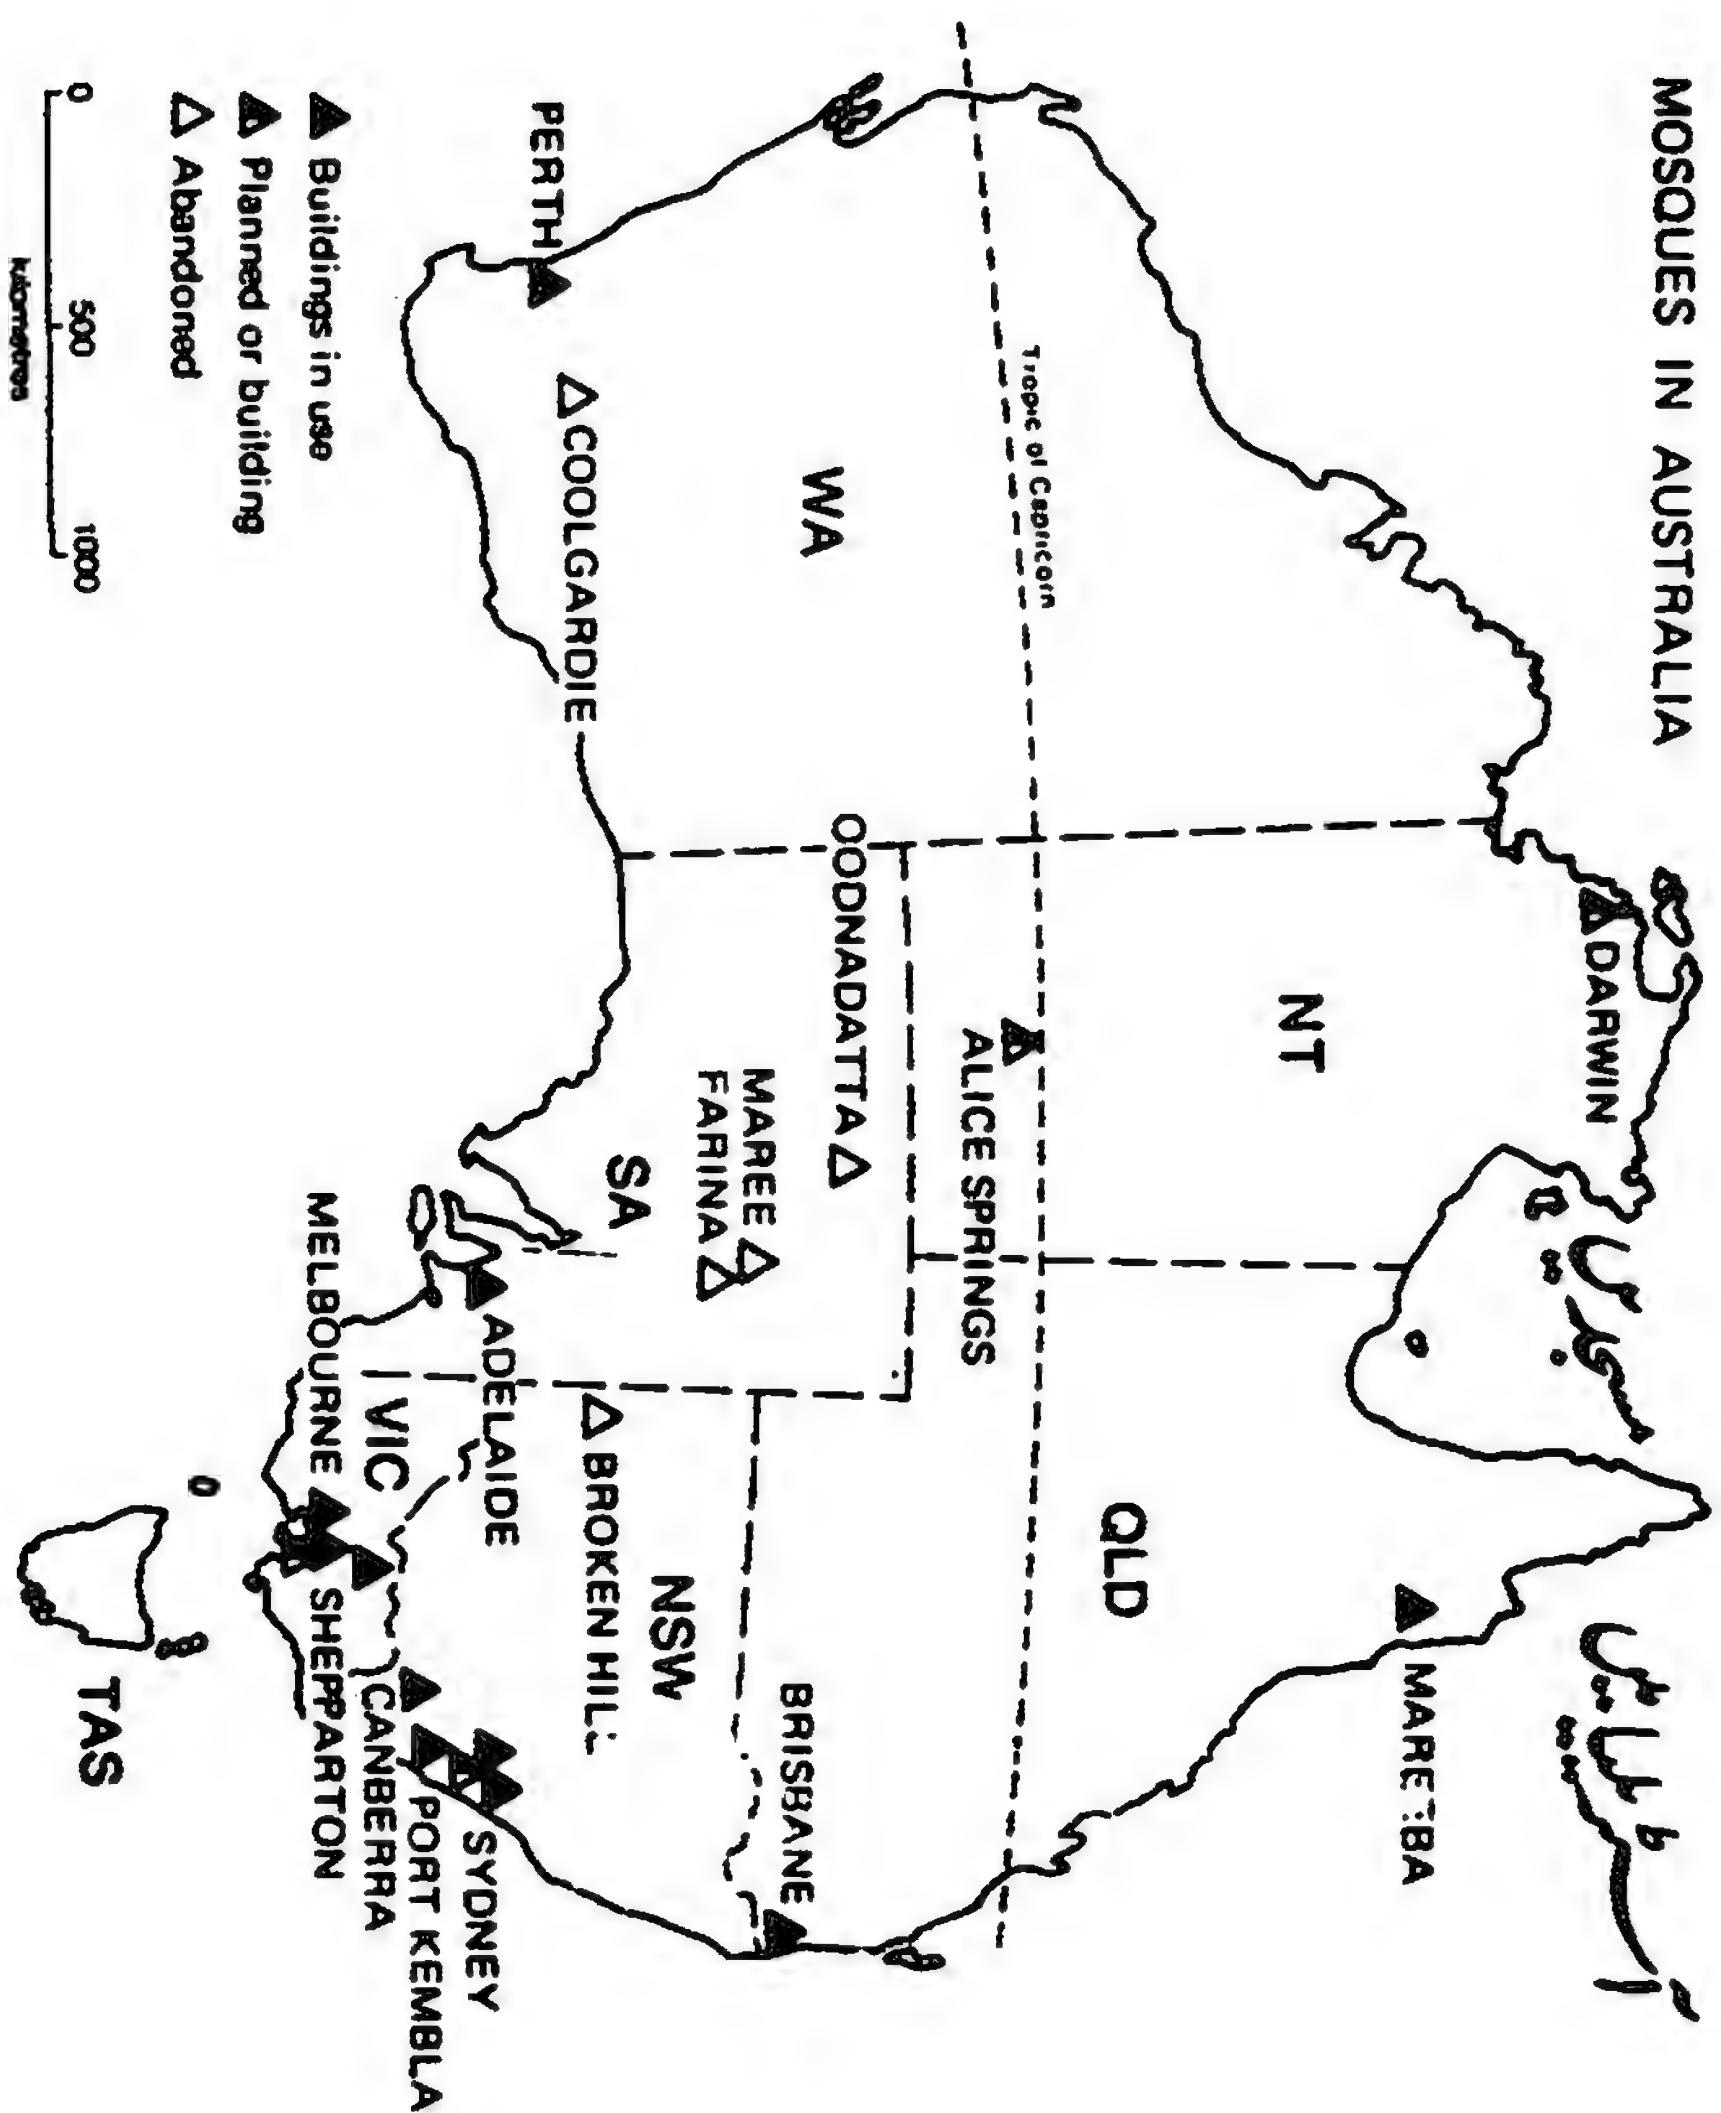 MOSQUES IN AUSTRALIA
DARWIN
MAREEBA
NT
QLD
Tropic of Capricorn
ALICE SPRINGS
WA
OODNADATTA
BRISBANE
MAREE
FARINA
NSW
SA
COOLGARDIE
BROKEN HILL
PERTH
ADELAIDE
SYDNEY
PORT KEMBLA
VIC
CANBERRA
MELBOURNE
SHEPPARTON
TAS
Buildings in use
Planned or building
Abandoned
0 500 1000
kilometres